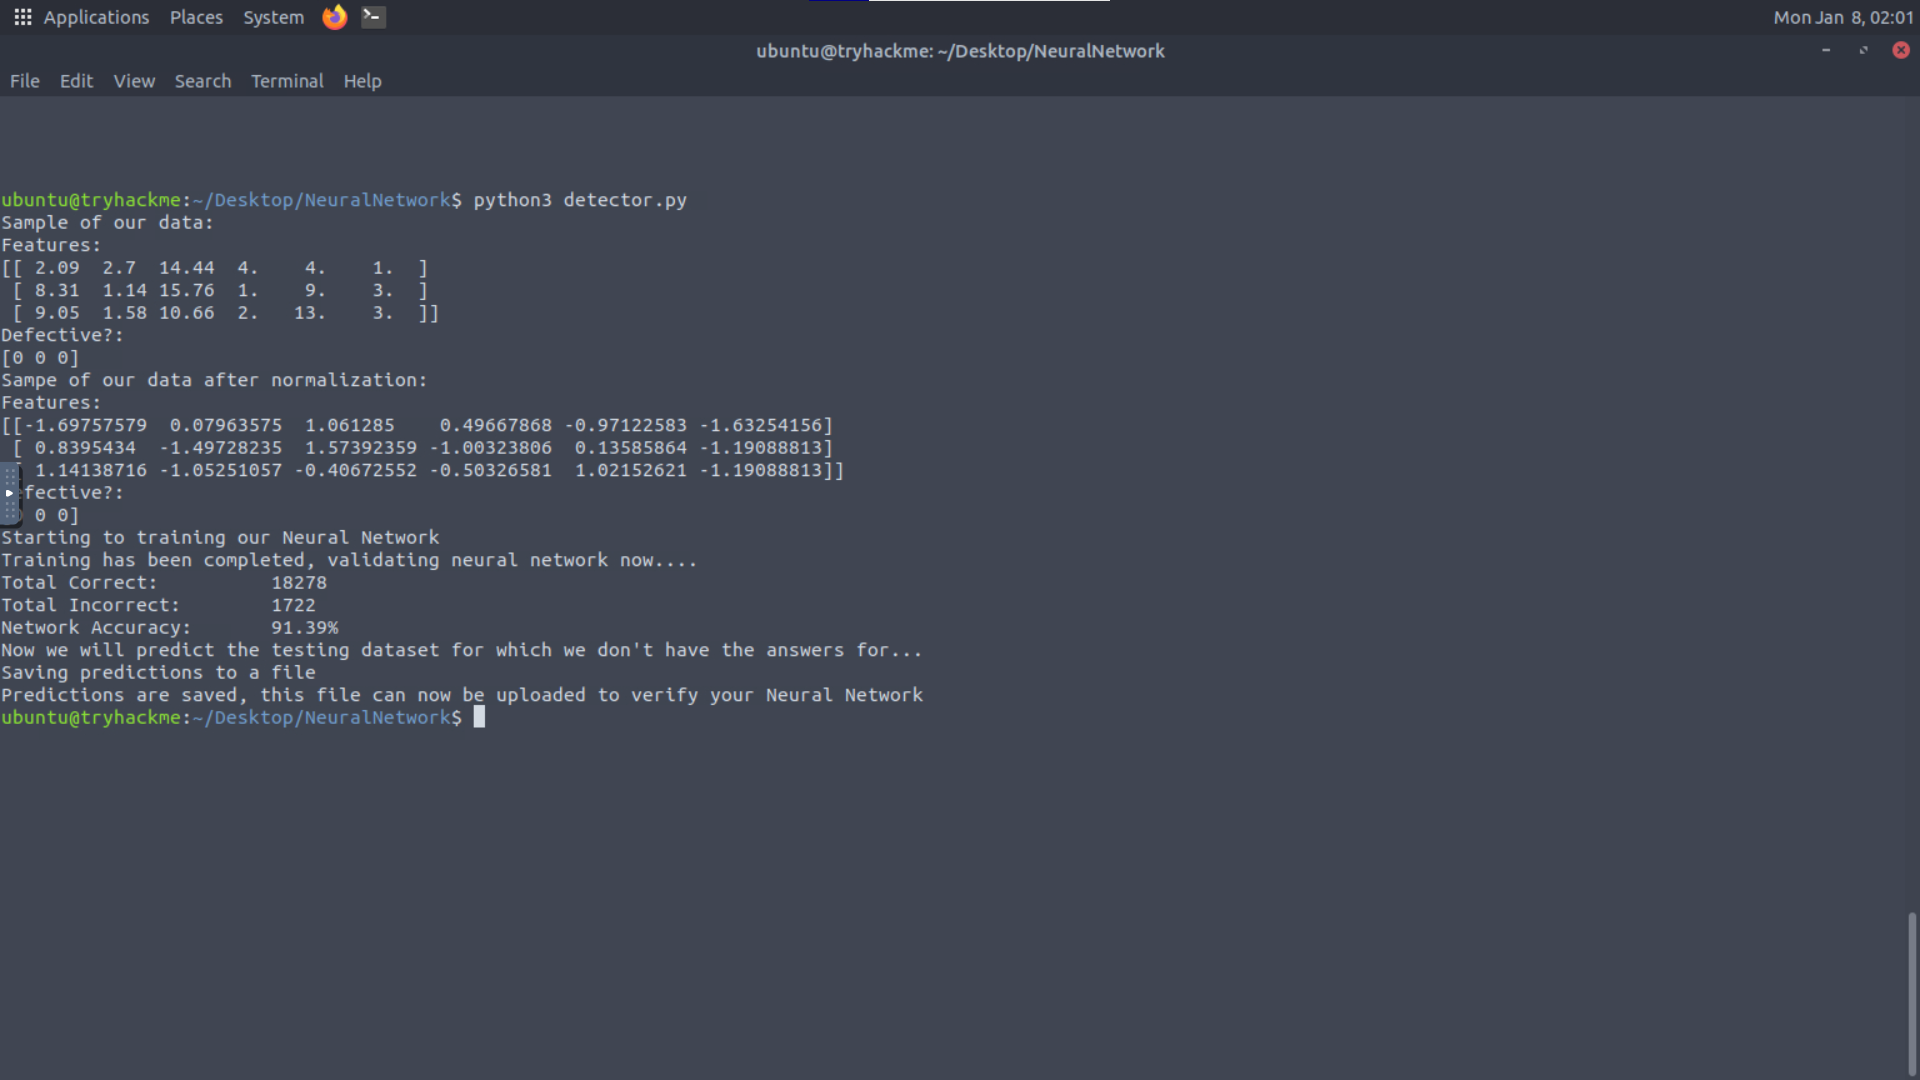 Applications Places System Mon Jan 8, 02:01
ubuntu@tryhackme: ~/Desktop/NeuralNetwork
File Edit View Search Terminal Help
ubuntu@tryhackme:~/Desktop/NeuralNetwork$ python3 detector.py
Sample of our data:
Features:
[[ 2.09  2.7  14.44  4.    4.    1.  ]
 [ 8.31  1.14 15.76  1.    9.    3.  ]
 [ 9.05  1.58 10.66  2.   13.    3.  ]]
Defective?:
[0 0 0]
Sampe of our data after normalization:
Features:
[[-1.69757579  0.07963575  1.061285    0.49667868 -0.97122583 -1.63254156]
 [ 0.8395434  -1.49728235  1.57392359 -1.00323806  0.13585864 -1.19088813]
 1.14138716 -1.05251057 -0.40672552 -0.50326581  1.02152621 -1.19088813]]
fective?:
0 0]
Starting to training our Neural Network
Training has been completed, validating neural network now....
Total Correct:          18278
Total Incorrect:        1722
Network Accuracy:       91.39%
Now we will predict the testing dataset for which we don't have the answers for...
Saving predictions to a file
Predictions are saved, this file can now be uploaded to verify your Neural Network
ubuntu@tryhackme:~/Desktop/NeuralNetwork$